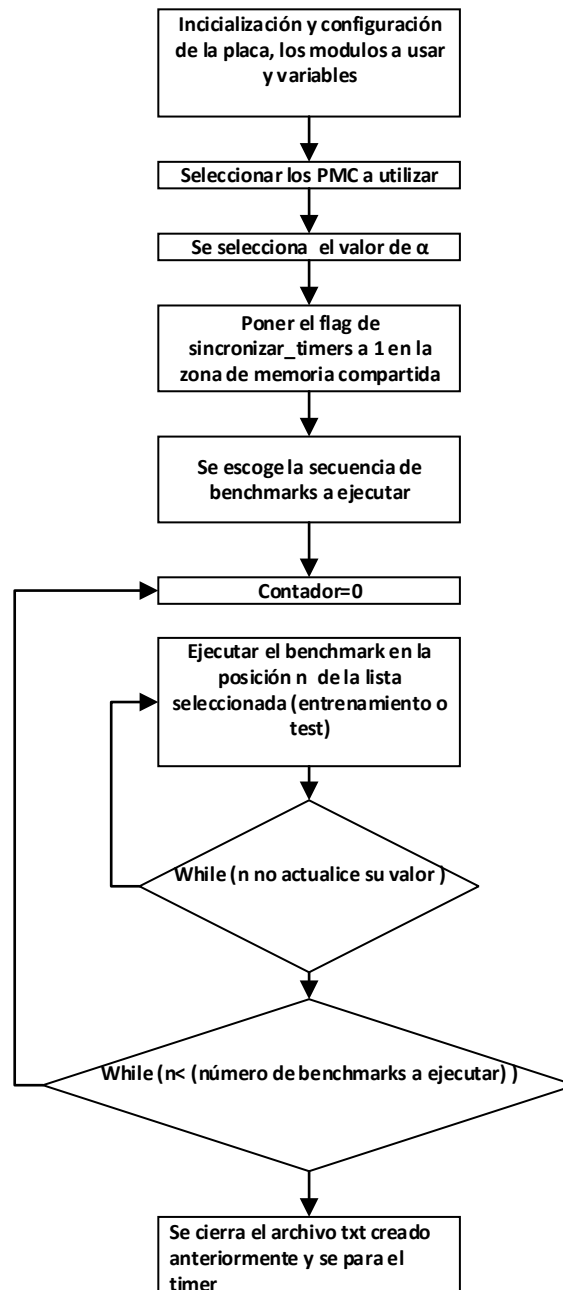 Incicialización y configuración
de la placa, los modulos a usar
y variables
Seleccionar los PMC a utilizar
Se selecciona el valor de α
Poner el flag de
sincronizar_timers a 1 en la
zona de memoria compartida
Se escoge la secuencia de
benchmarks a ejecutar
Contador=0
Ejecutar el benchmark en la
posición n de la lista
seleccionada (entrenamiento o
test)
While (n no actualice su valor )
While (n< (número de benchmarks a ejecutar) )
Se cierra el archivo txt creado
anteriormente y se para el
timer